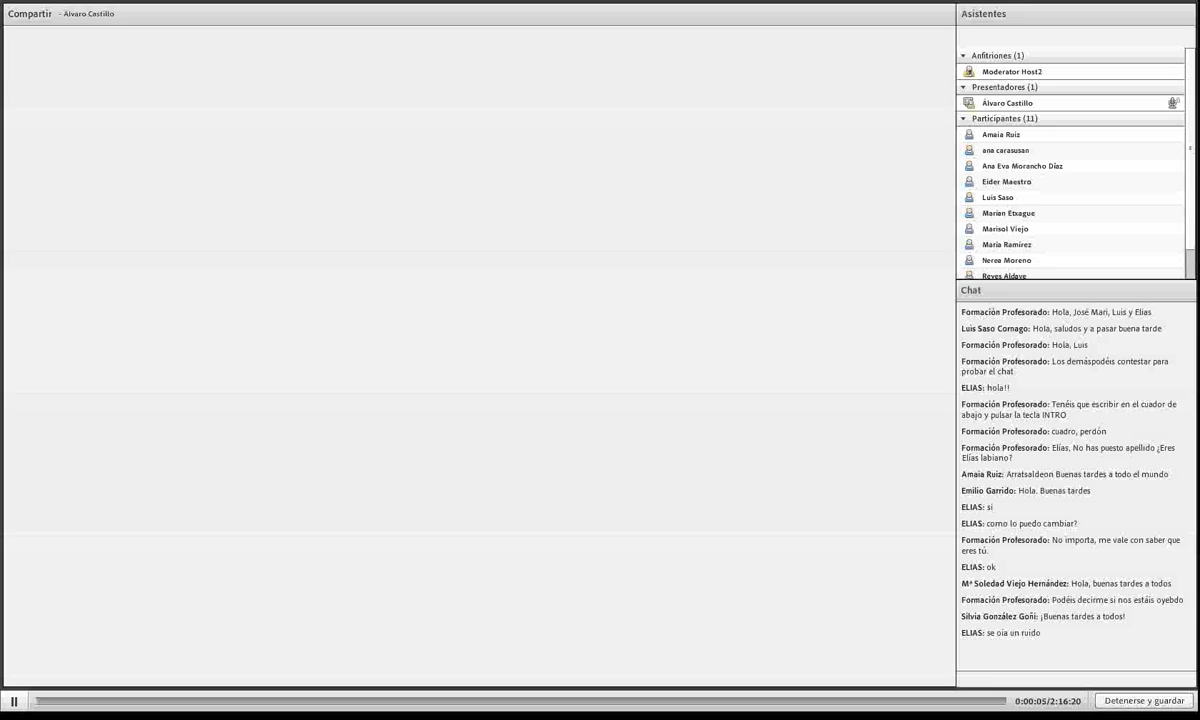 Compartir - Álvaro Castillo
Asistentes
Anfitriones (1)
Moderator Host2
Presentadores (1)
Álvaro Castillo
Participantes (11)
Amaia Ruiz
ana carasusan
Ana Eva Morancho Díaz
Eider Maestro
Luis Saso
Marian Etxague
Marisol Viejo
María Ramírez
Nerea Moreno
Reyes Aldave
Chat
Formación Profesorado: Hola, José Mari, Luis y Elías
Luis Saso Cornago: Hola, saludos y a pasar buena tarde
Formación Profesorado: Hola, Luis
Formación Profesorado: Los demáspodéis contestar para
probar el chat
ELIAS: hola!!
Formación Profesorado: Tenéis que escribir en el cuador de
abajo y pulsar la tecla INTRO
Formación Profesorado: cuadro, perdón
Formación Profesorado: Elías, No has puesto apellido ¿Eres
Elías labiano?
Amaia Ruiz: Arratsaldeon Buenas tardes a todo el mundo
Emilio Garrido: Hola. Buenas tardes
ELIAS: si
ELIAS: como lo puedo cambiar?
Formación Profesorado: No importa, me vale con saber que
eres tú.
ELIAS: ok
Mª Soledad Viejo Hernández: Hola, buenas tardes a todos
Formación Profesorado: Podéis decirme si nos estáis oyebdo
Silvia González Goñi: ¡Buenas tardes a todos!
ELIAS: se oia un ruido
0:00:05/2:16:20
Detenerse y guardar